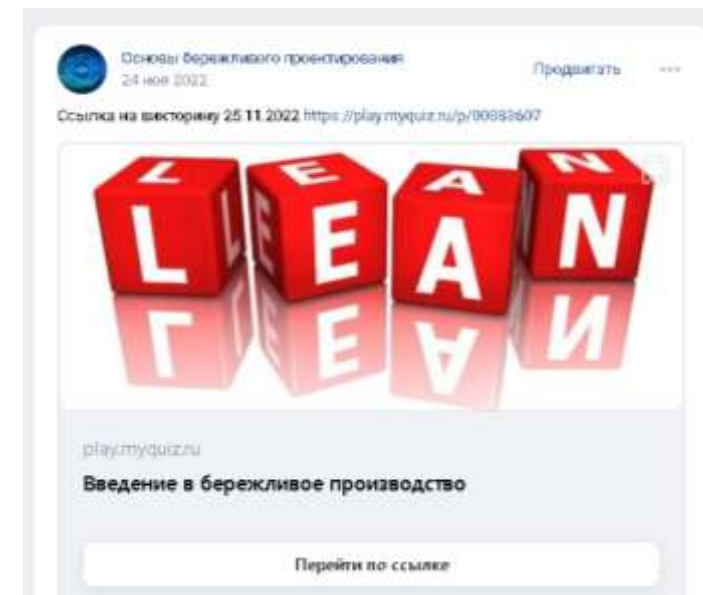 Основы бережливого проектирования
24 ноя 2022
Продвигать
Ссылка на викторину 25.11.2022 https://play.myquiz.ru/p/00883607
LEAN
play.myquiz.ru
Введение в бережливое производство
Перейти по ссылке